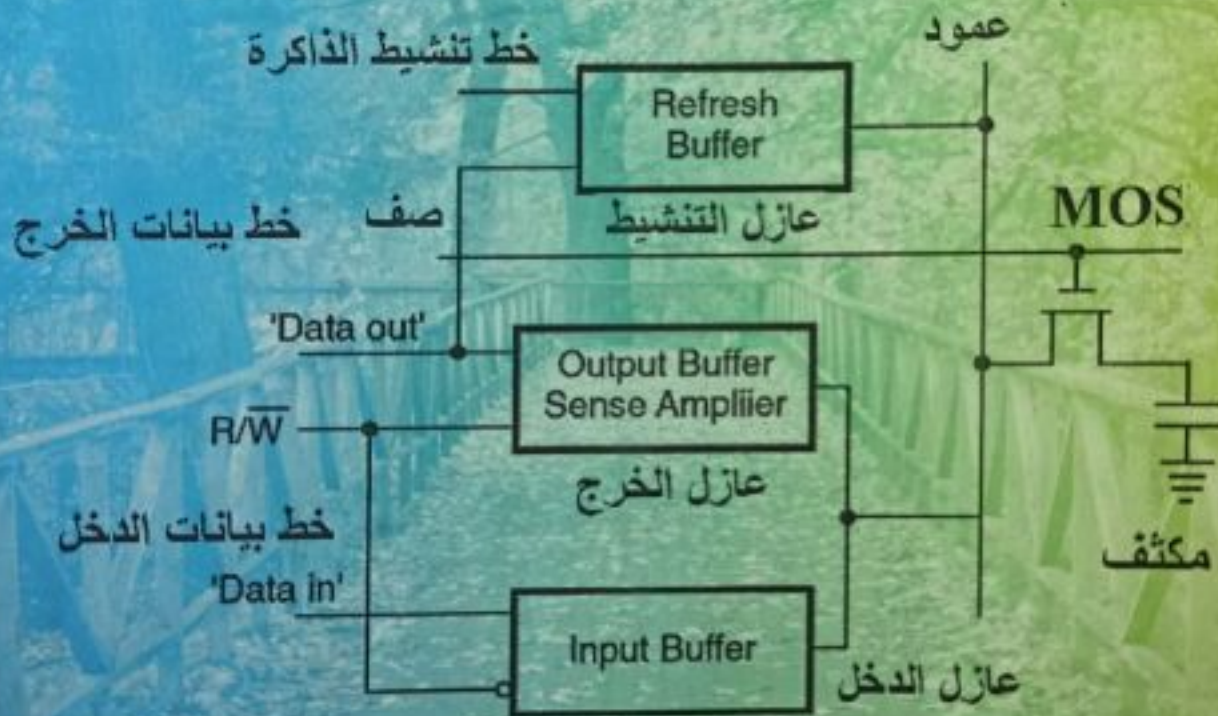 عمود
خط تنشيط الذاكرة
Refresh
Buffer
MOS
عازل التنشيط
صف
خط بيانات الخرج
'Data out'
Output Buffer
Sense Ampliier
R/W̅
عازل الخرج
خط بيانات الدخل
مكثف
'Data in'
Input Buffer
عازل الدخل